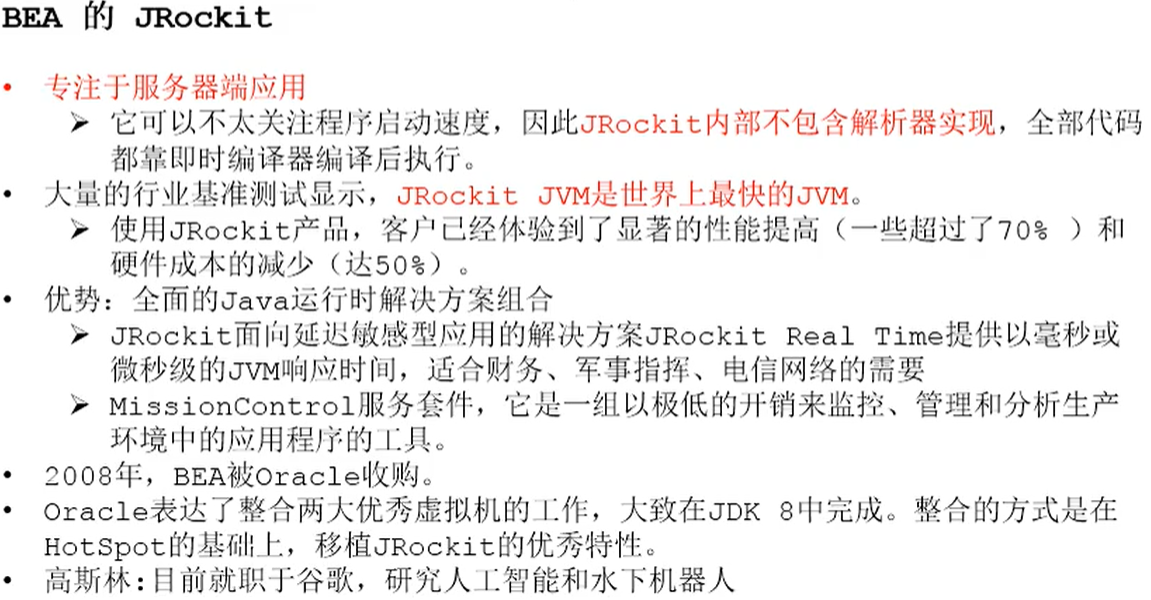 BEA 的 JRockit
• 专注于服务器端应用
➢ 它可以不太关注程序启动速度，因此JRockit内部不包含解析器实现，全部代码
都靠即时编译器编译后执行。
• 大量的行业基准测试显示，JRockit JVM是世界上最快的JVM。
➢ 使用JRockit产品，客户已经体验到了显著的性能提高（一些超过了70% ）和
硬件成本的减少（达50%）。
• 优势：全面的Java运行时解决方案组合
➢ JRockit面向延迟敏感型应用的解决方案JRockit Real Time提供以毫秒或
微秒级的JVM响应时间，适合财务、军事指挥、电信网络的需要
➢ MissionControl服务套件，它是一组以极低的开销来监控、管理和分析生产
环境中的应用程序的工具。
• 2008年，BEA被Oracle收购。
• Oracle表达了整合两大优秀虚拟机的工作，大致在JDK 8中完成。整合的方式是在
HotSpot的基础上，移植JRockit的优秀特性。
• 高斯林:目前就职于谷歌，研究人工智能和水下机器人